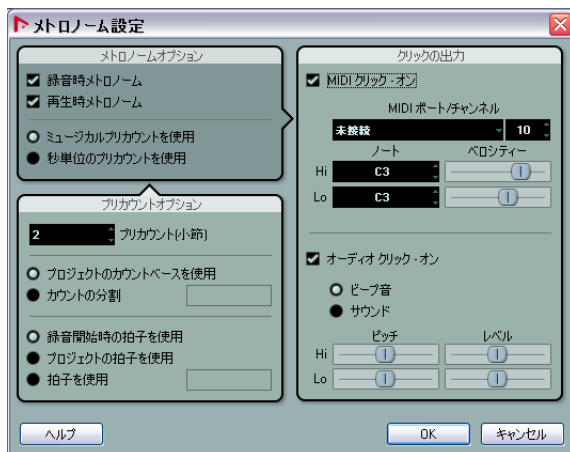 メトロノーム設定
メトロノームオプション
録音時メトロノーム
再生時メトロノーム
ミュージカルプリカウントを使用
秒単位のプリカウントを使用
プリカウントオプション
2 プリカウント(小節)
プロジェクトのカウントベースを使用
カウントの分割
録音開始時の拍子を使用
プロジェクトの拍子を使用
拍子を使用
クリックの出力
MIDI クリック・オン
MIDI ポート/チャンネル
未接続 10
ノート ベロシティー
Hi C3
Lo C3
オーディオ クリック・オン
ビープ音
サウンド
ピッチ レベル
Hi
Lo
ヘルプ
OK キャンセル